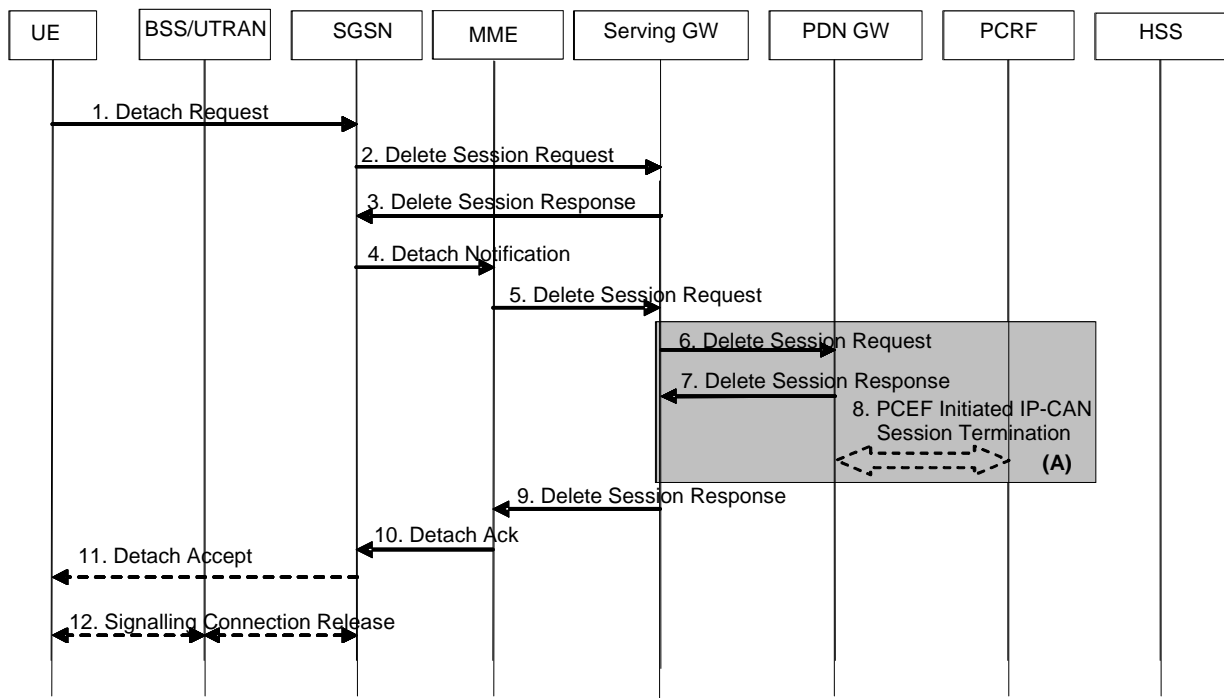 UE
BSS/UTRAN
SGSN
MME
Serving GW
PDN GW
PCRF
HSS
1. Detach Request
2. Delete Session Request
3. Delete Session Response
4. Detach Notification
5. Delete Session Request
6. Delete Session Request
7. Delete Session Response
8. PCEF Initiated IP-CAN
Session Termination
(A)
9. Delete Session Response
10. Detach Ack
11. Detach Accept
12. Signalling Connection Release